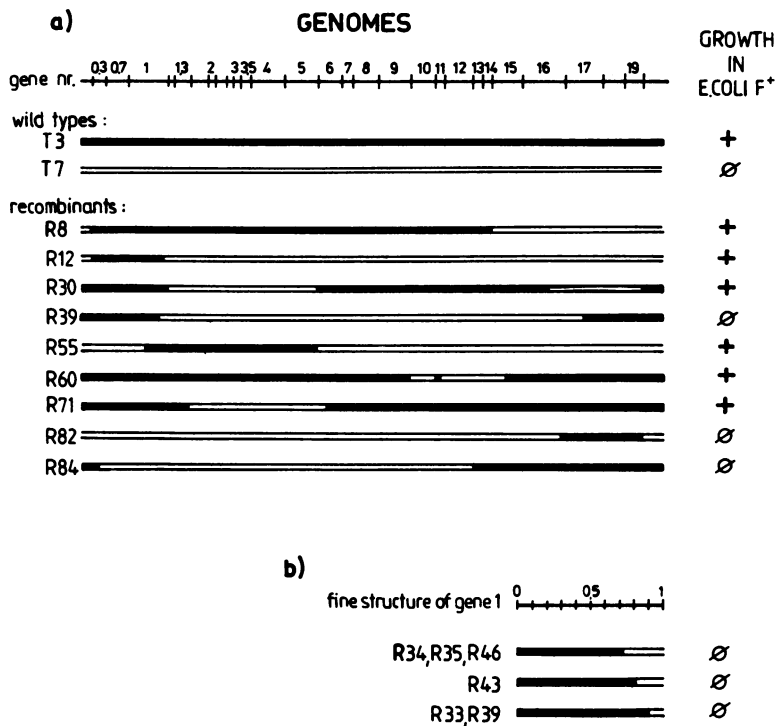 a) GENOMES
GROWTH
IN
E.COLI F⁺
gene nr. 0,3 0,7 1 1,3 2 3 3,5 4 5 6 7 8 9 10 11 12 13 14 15 16 17 19
wild types :
T3 +
T7 Ø
recombinants :
R8 +
R12 +
R30 +
R39 Ø
R55 +
R60 +
R71 +
R82 Ø
R84 Ø
b)
fine structure of gene 1 0 0,5 1
R34,R35,R46 Ø
R43 Ø
R33,R39 Ø